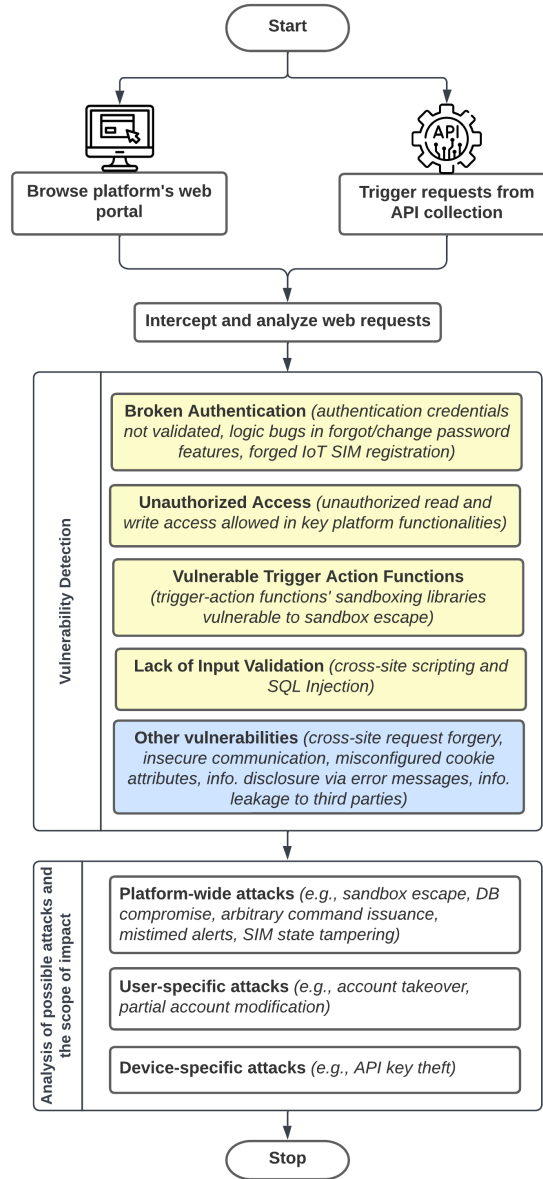 Start
API
Browse platform's web
portal
Trigger requests from
API collection
Intercept and analyze web requests
Vulnerability Detection
Broken Authentication (authentication credentials
not validated, logic bugs in forgot/change password
features, forged IoT SIM registration)
Unauthorized Access (unauthorized read and
write access allowed in key platform functionalities)
Vulnerable Trigger Action Functions
(trigger-action functions' sandboxing libraries
vulnerable to sandbox escape)
Lack of Input Validation (cross-site scripting and
SQL Injection)
Other vulnerabilities (cross-site request forgery,
insecure communication, misconfigured cookie
attributes, info. disclosure via error messages, info.
leakage to third parties)
Analysis of possible attacks and
the scope of impact
Platform-wide attacks (e.g., sandbox escape, DB
compromise, arbitrary command issuance,
mistimed alerts, SIM state tampering)
User-specific attacks (e.g., account takeover,
partial account modification)
Device-specific attacks (e.g., API key theft)
Stop